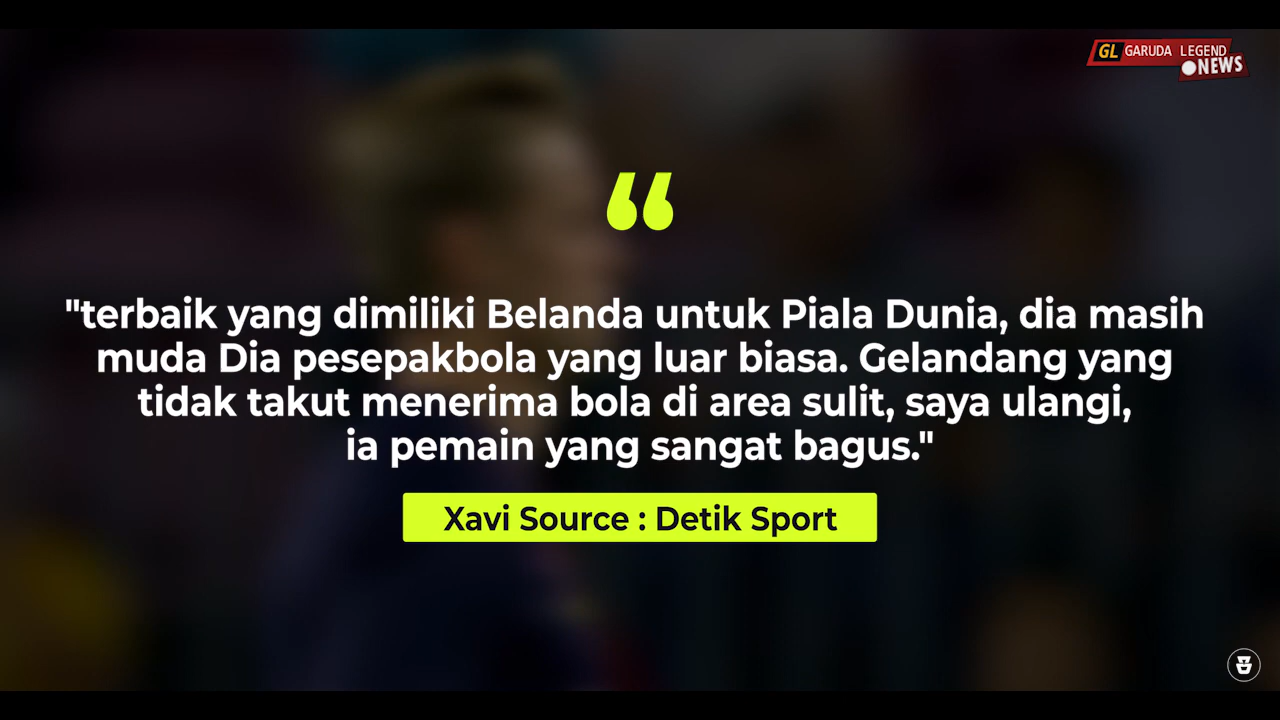 GL GARUDA LEGEND
NEWS
“
"terbaik yang dimiliki Belanda untuk Piala Dunia, dia masih
muda Dia pesepakbola yang luar biasa. Gelandang yang
tidak takut menerima bola di area sulit, saya ulangi,
ia pemain yang sangat bagus."
Xavi Source : Detik Sport